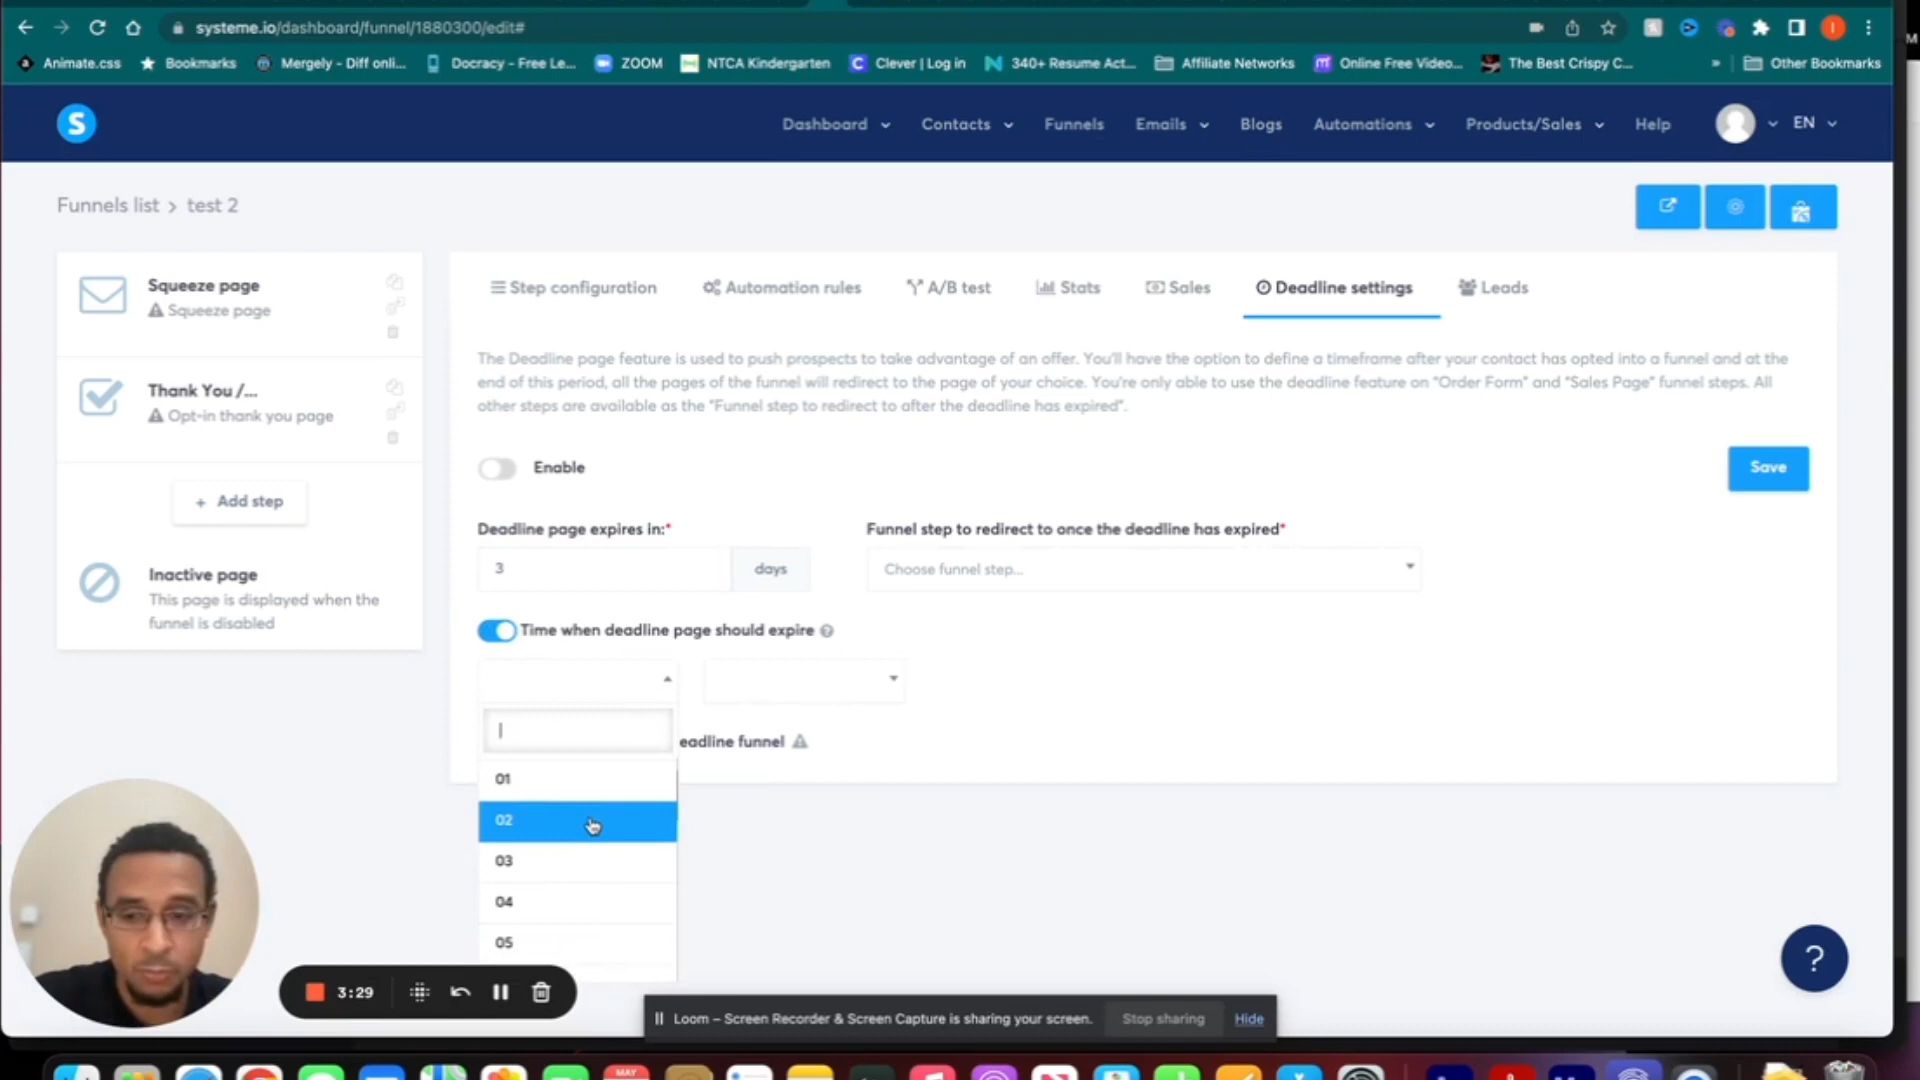 systeme.io/dashboard/funnel/1880300/edit#
Animate.css
Bookmarks
Mergely - Diff onli...
Docracy - Free Le...
ZOOM
NTCA Kindergarten
Clever | Log in
340+ Resume Act...
Affiliate Networks
Online Free Video...
The Best Crispy C...
»
Other Bookmarks
S
Dashboard
Contacts
Funnels
Emails
Blogs
Automations
Products/Sales
Help
EN
Funnels list > test 2
Squeeze page
Squeeze page
Thank You /...
Opt-in thank you page
+ Add step
Inactive page
This page is displayed when the
funnel is disabled
Step configuration
Automation rules
A/B test
Stats
Sales
Deadline settings
Leads
The Deadline page feature is used to push prospects to take advantage of an offer. You'll have the option to define a timeframe after your contact has opted into a funnel and at the
end of this period, all the pages of the funnel will redirect to the page of your choice. You're only able to use the deadline feature on "Order Form" and "Sales Page" funnel steps. All
other steps are available as the "Funnel step to redirect to after the deadline has expired".
Enable
Save
Deadline page expires in:*
3
days
Funnel step to redirect to once the deadline has expired*
Choose funnel step...
Time when deadline page should expire
eadline funnel
01
02
03
04
05
3:29
Loom – Screen Recorder & Screen Capture is sharing your screen.
Stop sharing
Hide
?
MAY